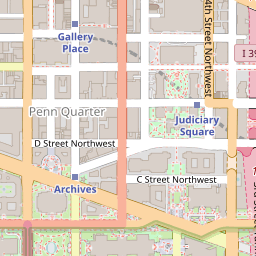 Gallery
Place
4th Street Northwest
I 39
Penn Quarter
Judiciary
Square
D Street Northwest
C Street Northwest
Archives